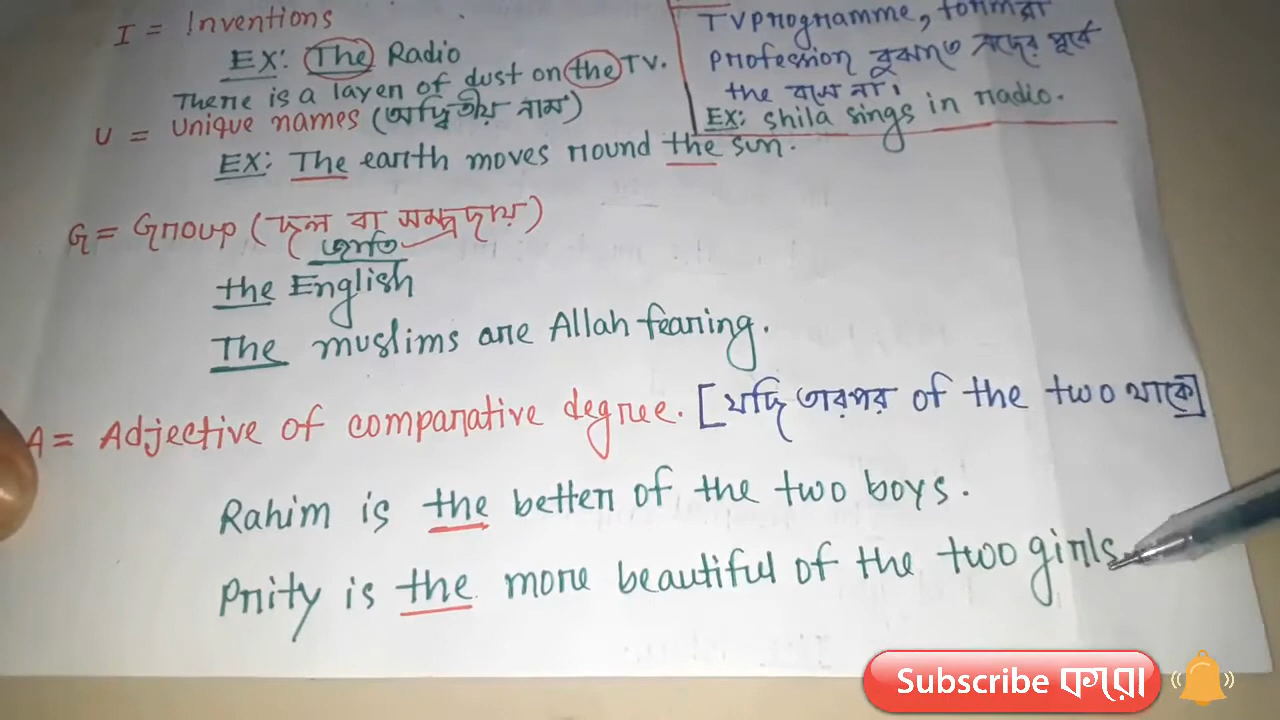 I = Inventions
EX: The Radio
There is a layer of dust on the TV.
U = Unique names (অদ্বিতীয় নাম)
EX: The earth moves round the sun.
TV programme, formরা
profession বুঝাতে তাদের পূর্বে
the বসে না।
EX: Shila sings in radio.
G = Group (দল বা সম্প্রদায়)
জাতি
the English
The muslims are Allah fearing.
A = Adjective of comparative degree. [যদি তারপর of the two থাকে]
Rahim is the better of the two boys.
Prity is the more beautiful of the two girls
Subscribe করো